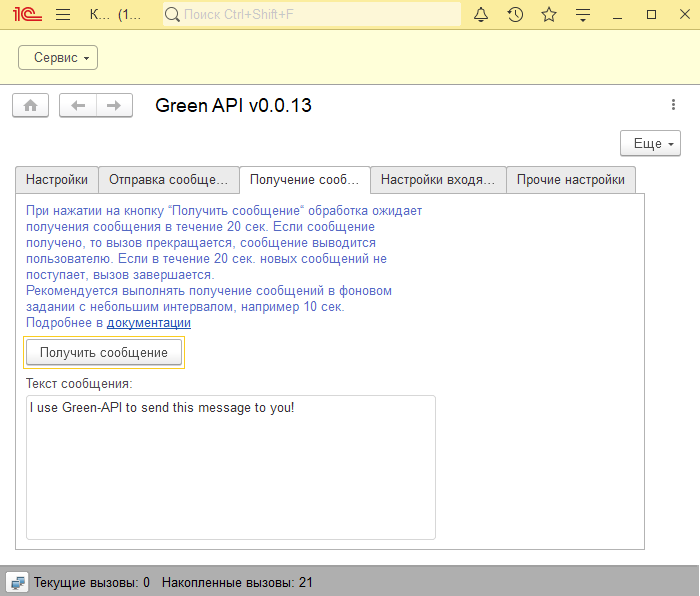 1С К... (1... Поиск Ctrl+Shift+F
Сервис
Green API v0.0.13
Еще
Настройки Отправка сообще... Получение сооб... Настройки входя... Прочие настройки
При нажатии на кнопку "Получить сообщение" обработка ожидает
получения сообщения в течение 20 сек. Если сообщение
получено, то вызов прекращается, сообщение выводится
пользователю. Если в течение 20 сек. новых сообщений не
поступает, вызов завершается.
Рекомендуется выполнять получение сообщений в фоновом
задании с небольшим интервалом, например 10 сек.
Подробнее в документации
Получить сообщение
Текст сообщения:
I use Green-API to send this message to you!
Текущие вызовы: 0 Накопленные вызовы: 21